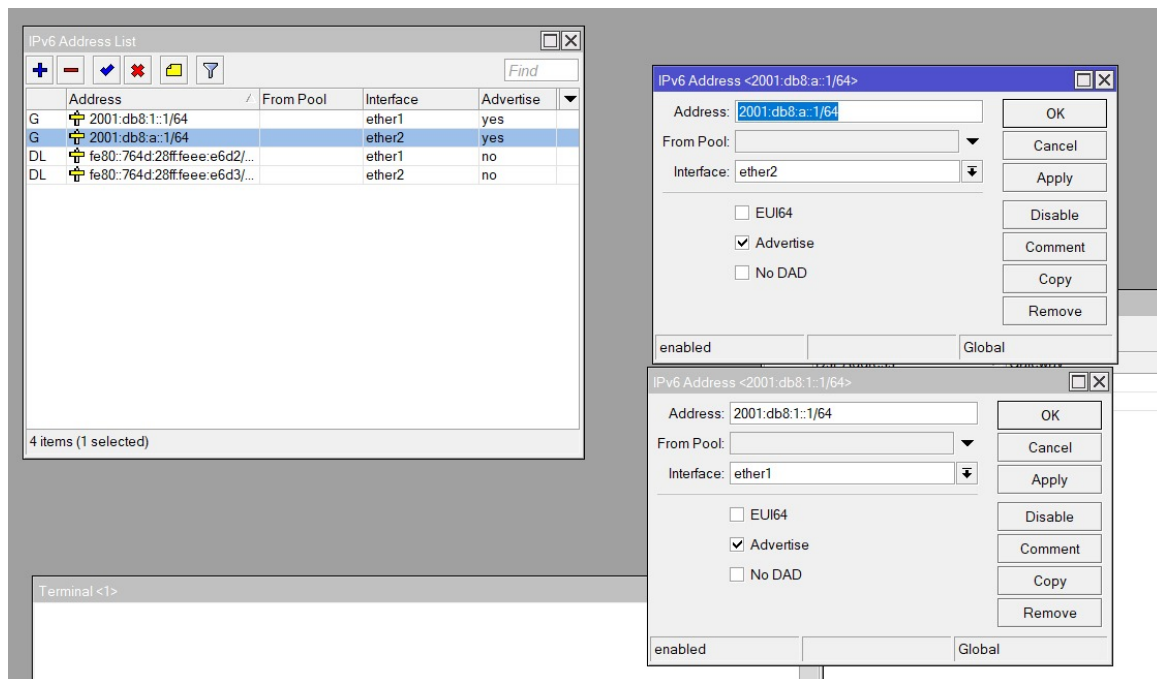 IPv6 Address List
Find
Address From Pool Interface Advertise
G 2001:db8:1::1/64 ether1 yes
G 2001:db8:a::1/64 ether2 yes
DL fe80::764d:28ff:feee:e6d2/... ether1 no
DL fe80::764d:28ff:feee:e6d3/... ether2 no
4 items (1 selected)
IPv6 Address <2001:db8:a::1/64>
Address: 2001:db8:a::1/64 OK
From Pool: Cancel
Interface: ether2 Apply
EUI64 Disable
Advertise Comment
No DAD Copy
Remove
enabled Global
IPv6 Address <2001:db8:1::1/64>
Address: 2001:db8:1::1/64 OK
From Pool: Cancel
Interface: ether1 Apply
EUI64 Disable
Advertise Comment
No DAD Copy
Remove
enabled Global
Terminal <1>